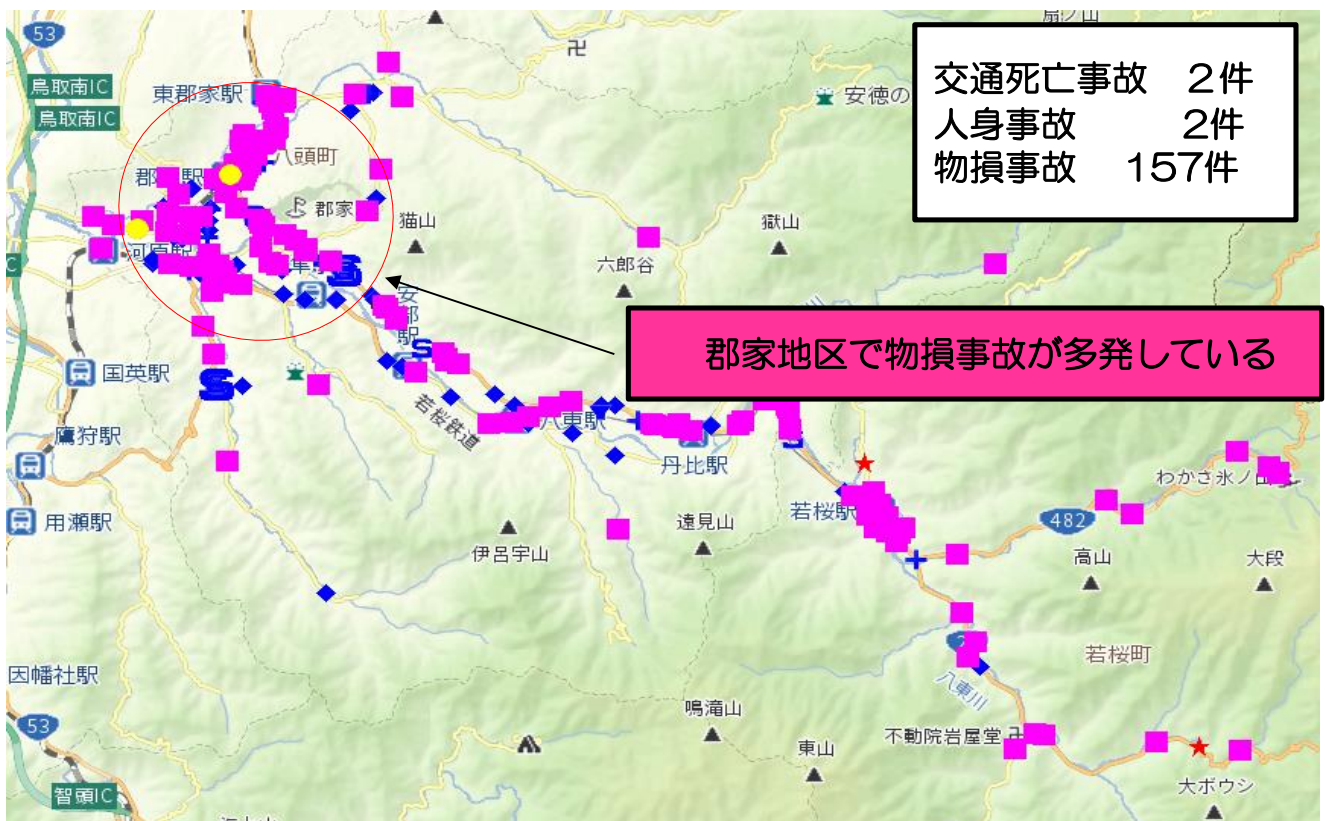 扇ノ山
53
鳥取南IC
鳥取南IC
東郡家駅
卍
安徳の
交通死亡事故　2件
人身事故　2件
物損事故　157件
八頭町
郡家
猫山
獄山
六郎谷
河原駅
安部駅
郡家地区で物損事故が多発している
国英駅
若桜鉄道
八東駅
鷹狩駅
丹比駅
用瀬駅
伊呂宇山
遠見山
若桜駅
482
わかさ氷ノ山
高山
大段
因幡社駅
若桜町
八東川
53
鳴滝山
東山
不動院岩屋堂
卍
大ボウシ
智頭IC